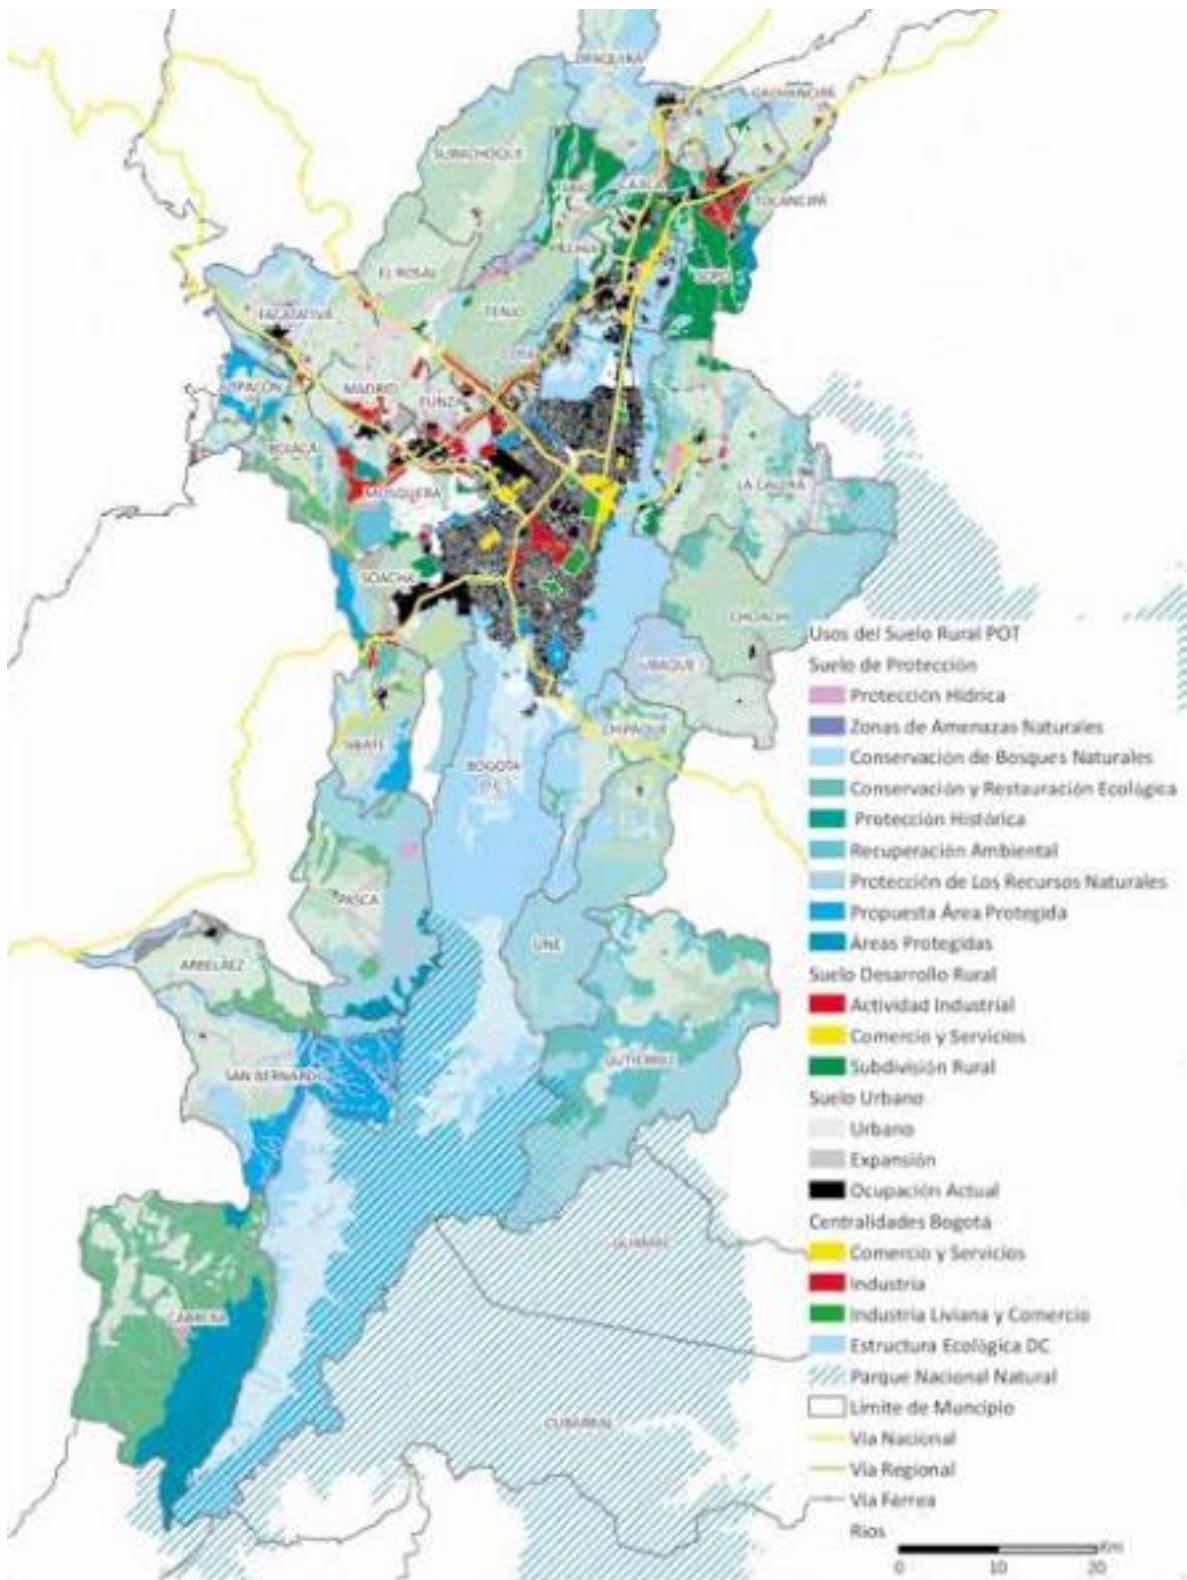 ZIPAQUIRÁ
GACHANCIPÁ
SUBACHOQUE
TABIO
CAJICÁ
TOCANCIPÁ
CHÍA
EL ROSAL
SOPÓ
TENJO
FACATATIVÁ
COTA
ZIPACÓN
MADRID
FUNZA
BOJACÁ
LA CALERA
MOSQUERA
SOACHA
CHOACHÍ
UBAQUE
SIBATÉ
CHIPAQUE
BOGOTÁ
D.C.
PASCA
UNE
ARBELÁEZ
SAN BERNARDO
GUTIÉRREZ
GUAMAL
CABRERA
CUBARRAL
Usos del Suelo Rural POT
Suelo de Protección
Protección Hídrica
Zonas de Amenazas Naturales
Conservación de Bosques Naturales
Conservación y Restauración Ecológica
Protección Histórica
Recuperación Ambiental
Protección de Los Recursos Naturales
Propuesta Área Protegida
Áreas Protegidas
Suelo Desarrollo Rural
Actividad Industrial
Comercio y Servicios
Subdivisión Rural
Suelo Urbano
Urbano
Expansión
Ocupación Actual
Centralidades Bogotá
Comercio y Servicios
Industria
Industria Liviana y Comercio
Estructura Ecológica DC
Parque Nacional Natural
Límite de Muncipio
Vía Nacional
Vía Regional
Vía Férrea
Ríos
Km
0 10 20